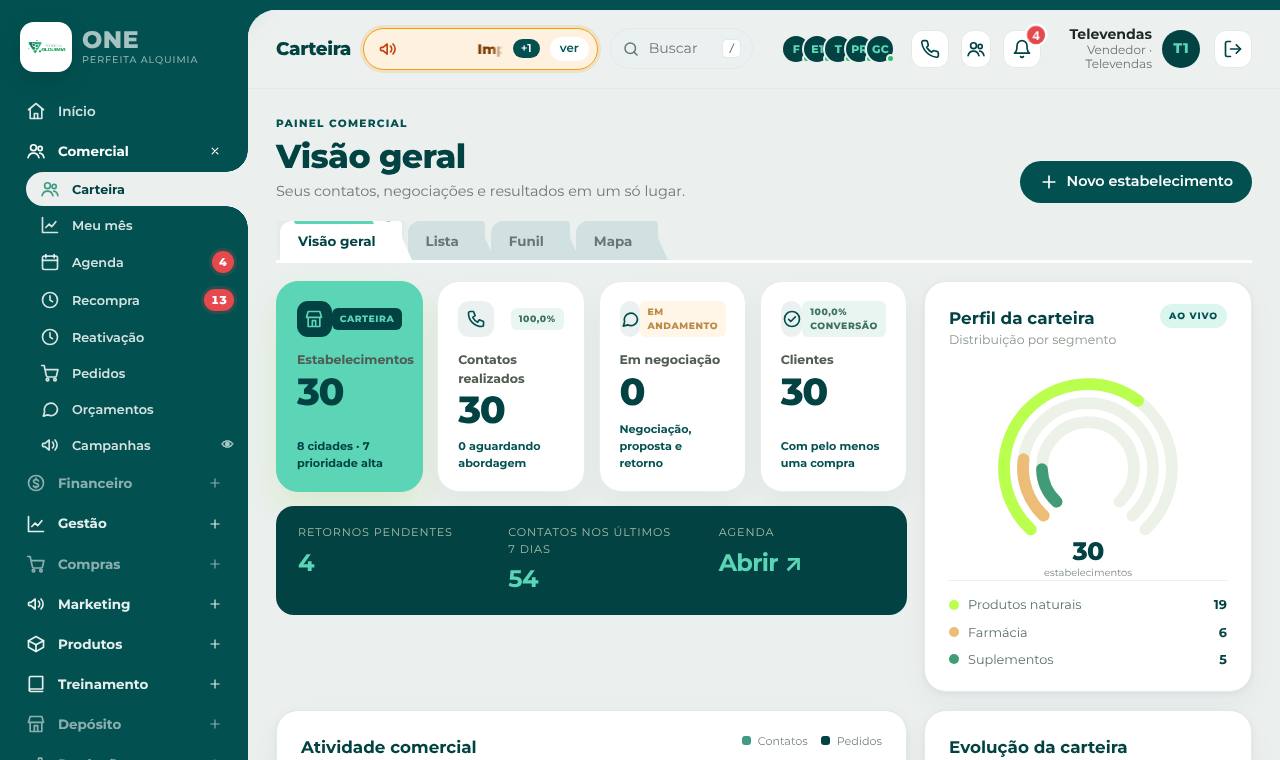 ONE
PERFEITA ALQUIMIA
Início
Comercial
Carteira
Meu mês
Agenda 4
Recompra 13
Reativação
Pedidos
Orçamentos
Campanhas
Financeiro
Gestão
Compras
Marketing
Produtos
Treinamento
Depósito
Carteira
+1 ver
Buscar /
F E1 T PR GC
4
Televendas
Vendedor ·
Televendas
T1
PAINEL COMERCIAL
Visão geral
Seus contatos, negociações e resultados em um só lugar.
Novo estabelecimento
Visão geral Lista Funil Mapa
CARTEIRA
Estabelecimentos
30
8 cidades · 7
prioridade alta
100,0%
Contatos
realizados
30
0 aguardando
abordagem
EM
ANDAMENTO
Em negociação
0
Negociação,
proposta e
retorno
100,0%
CONVERSÃO
Clientes
30
Com pelo menos
uma compra
RETORNOS PENDENTES
4
CONTATOS NOS ÚLTIMOS
7 DIAS
54
AGENDA
Abrir
Perfil da carteira
AO VIVO
Distribuição por segmento
30
estabelecimentos
Produtos naturais 19
Farmácia 6
Suplementos 5
Atividade comercial
Contatos Pedidos
Evolução da carteira